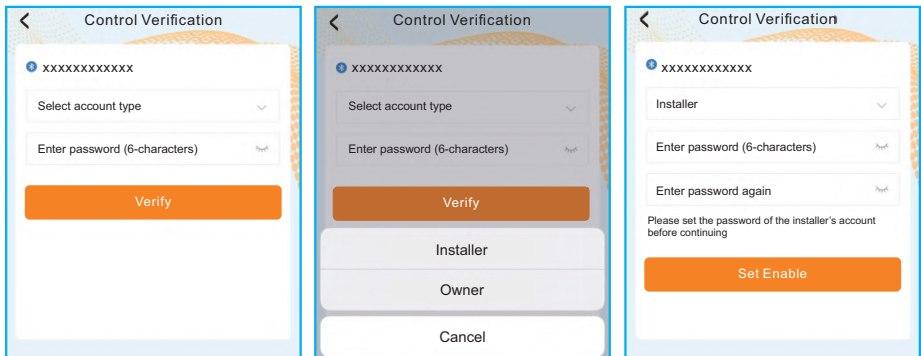 Control Verification
xxxxxxxxxxxx
Select account type
Enter password (6-characters)
Verify
Control Verification
xxxxxxxxxxxx
Select account type
Enter password (6-characters)
Verify
Installer
Owner
Cancel
Control Verification
xxxxxxxxxxxx
Installer
Enter password (6-characters)
Enter password again
Please set the password of the installer's account
before continuing
Set Enable